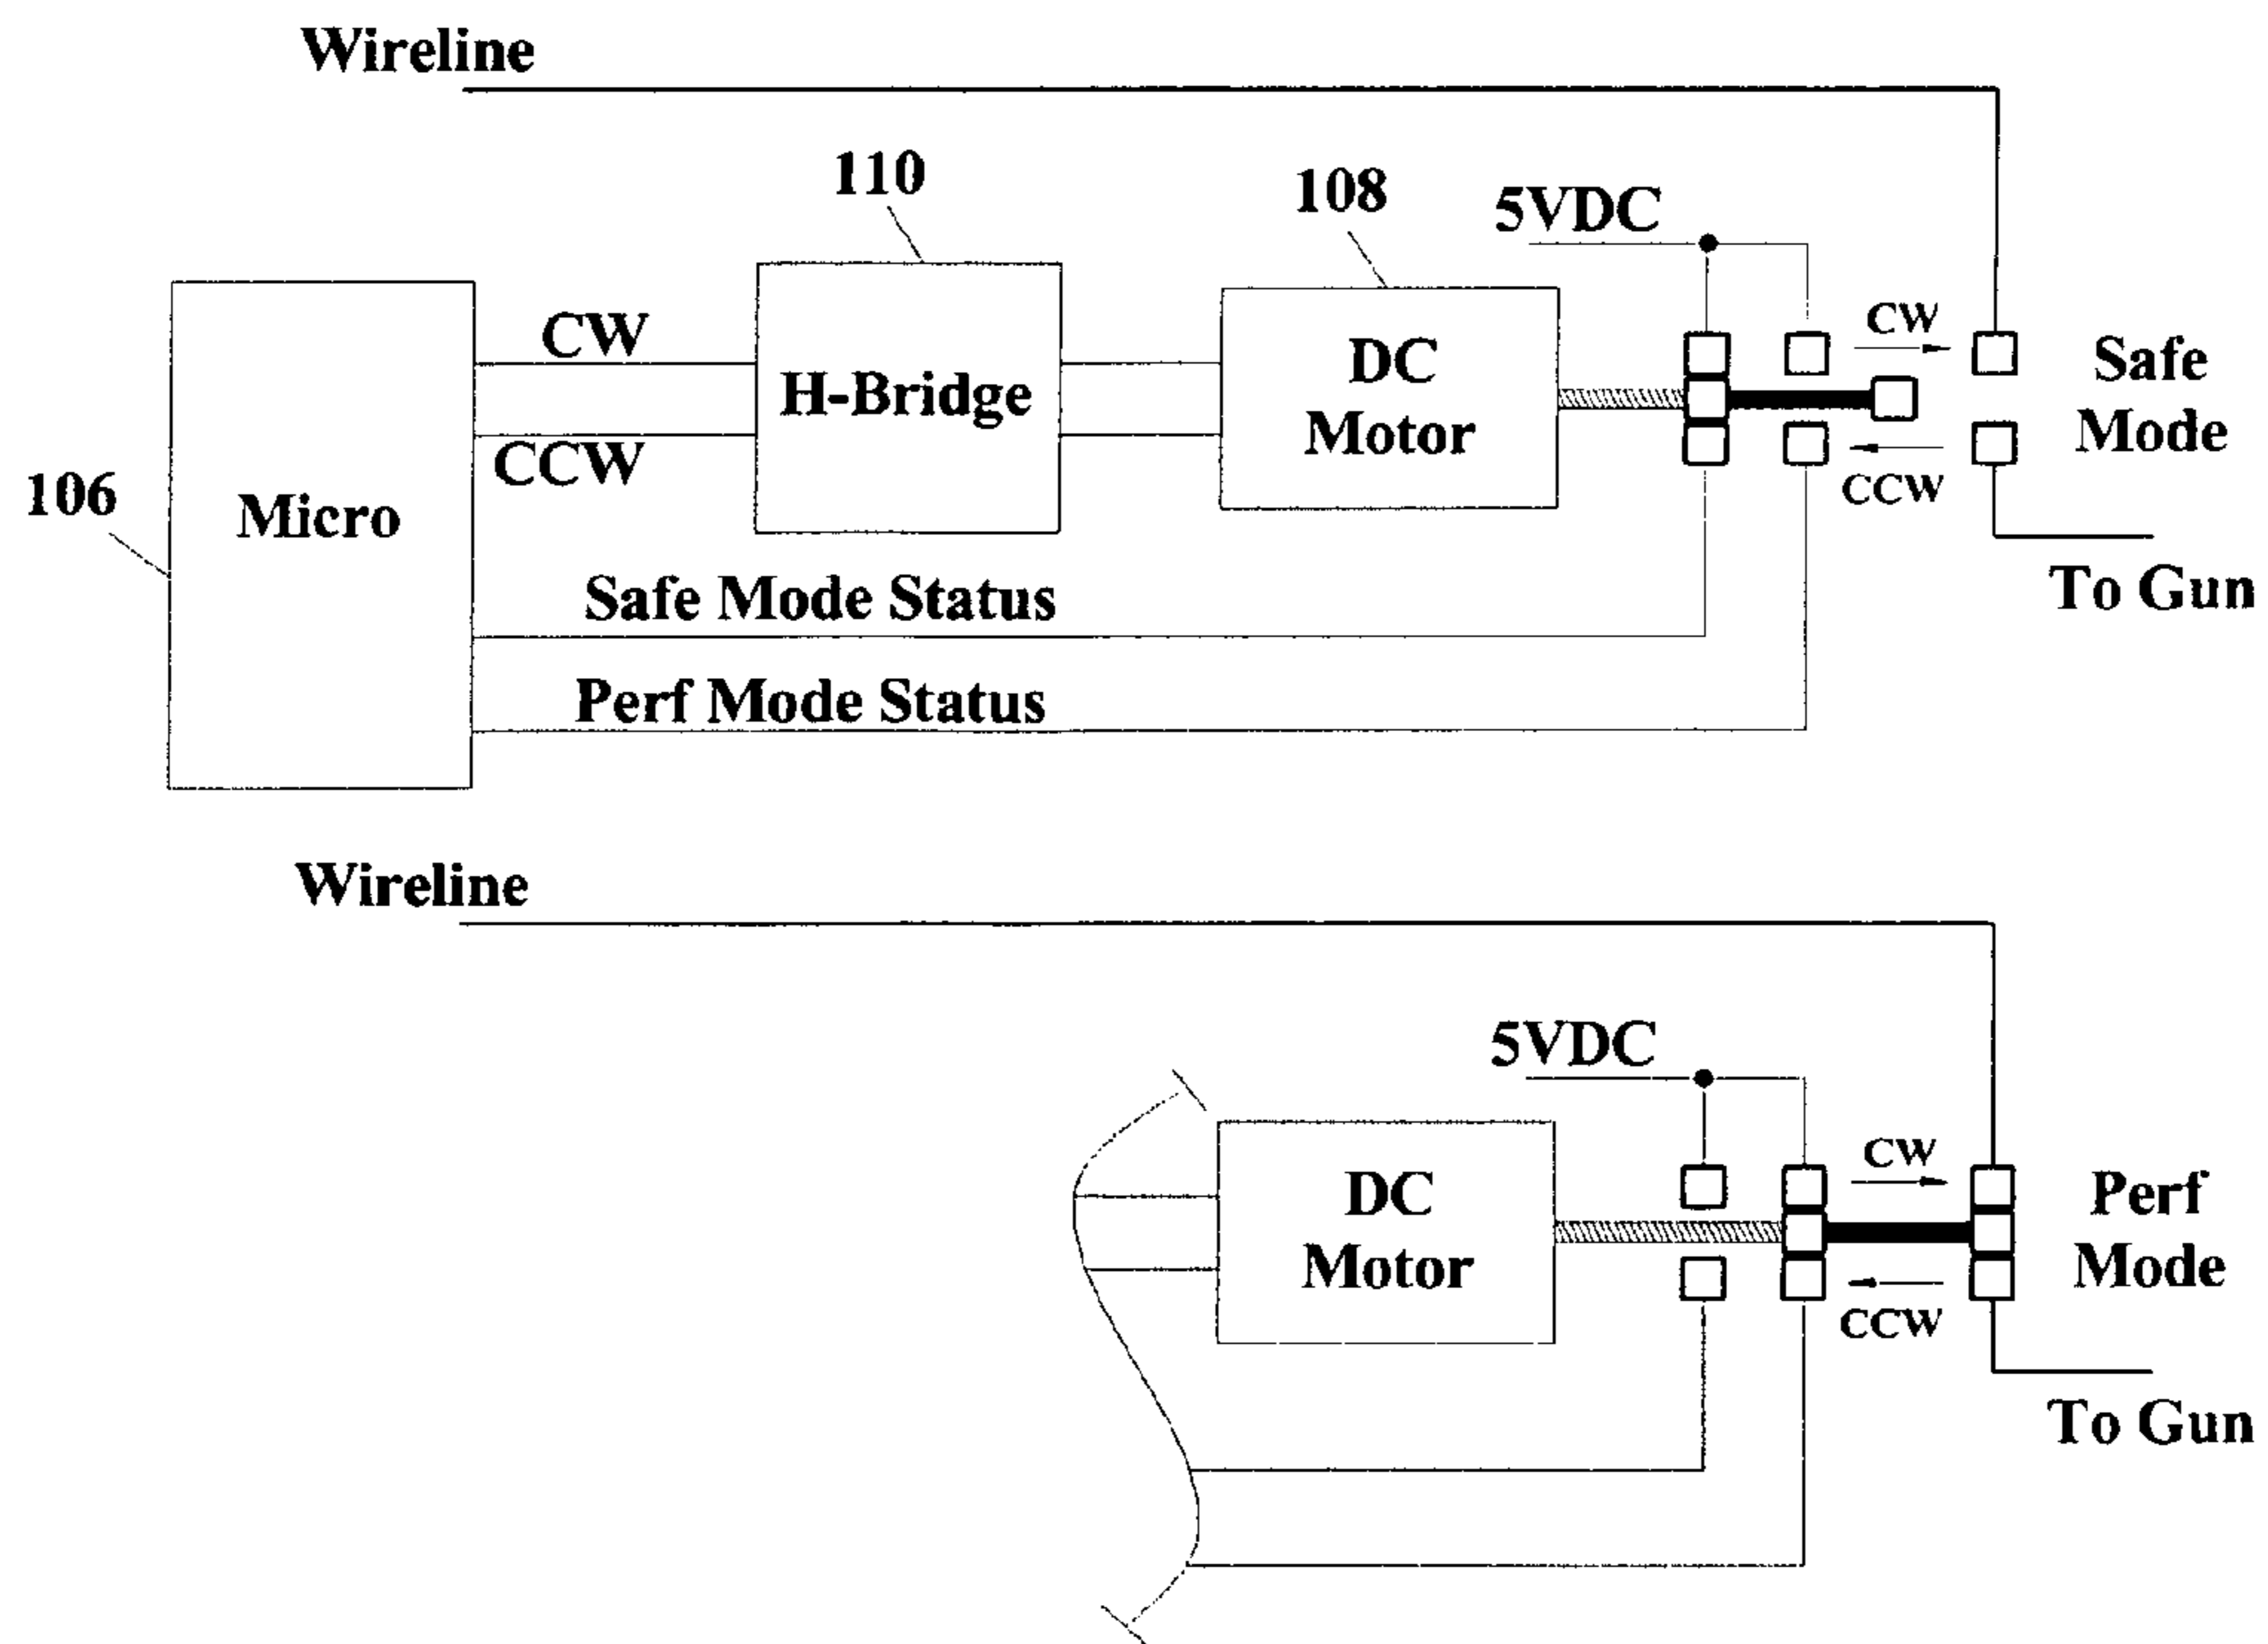 Wireline
110
108
5VDC
CW
CW
Safe
Mode
DC
Motor
H-Bridge
CCW
CCW
106
Micro
To Gun
Safe Mode Status
Perf Mode Status
Wireline
5VDC
CW
Perf
Mode
DC
Motor
CCW
To Gun